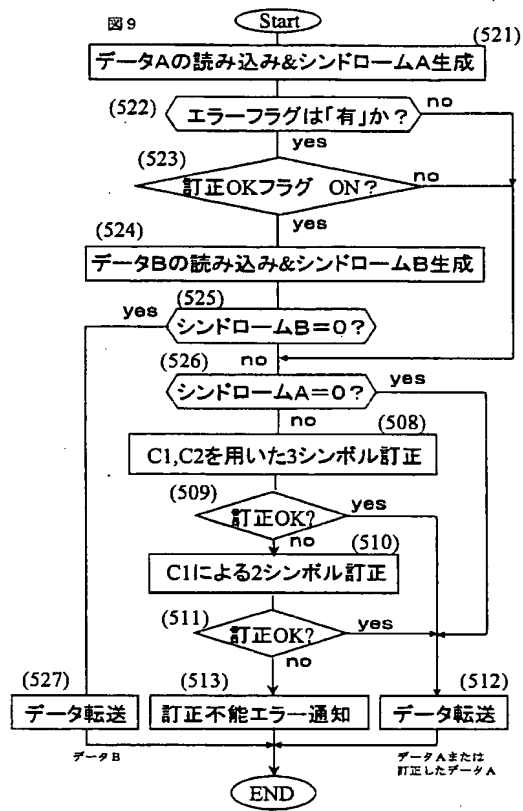 図9
Start
(521)
データAの読み込み&シンドロームA生成
(522)
エラーフラグは「有」か?
no
yes
(523)
訂正OKフラグ ON?
no
yes
(524)
データBの読み込み&シンドロームB生成
(525)
yes
シンドロームB=0?
no
(526)
シンドロームA=0?
yes
no
(508)
C1,C2を用いた3シンボル訂正
(509)
訂正OK?
yes
no
(510)
C1による2シンボル訂正
(511)
訂正OK?
yes
no
(527)
(513)
(512)
データ転送
訂正不能エラー通知
データ転送
データB
データAまたは
訂正したデータA
END